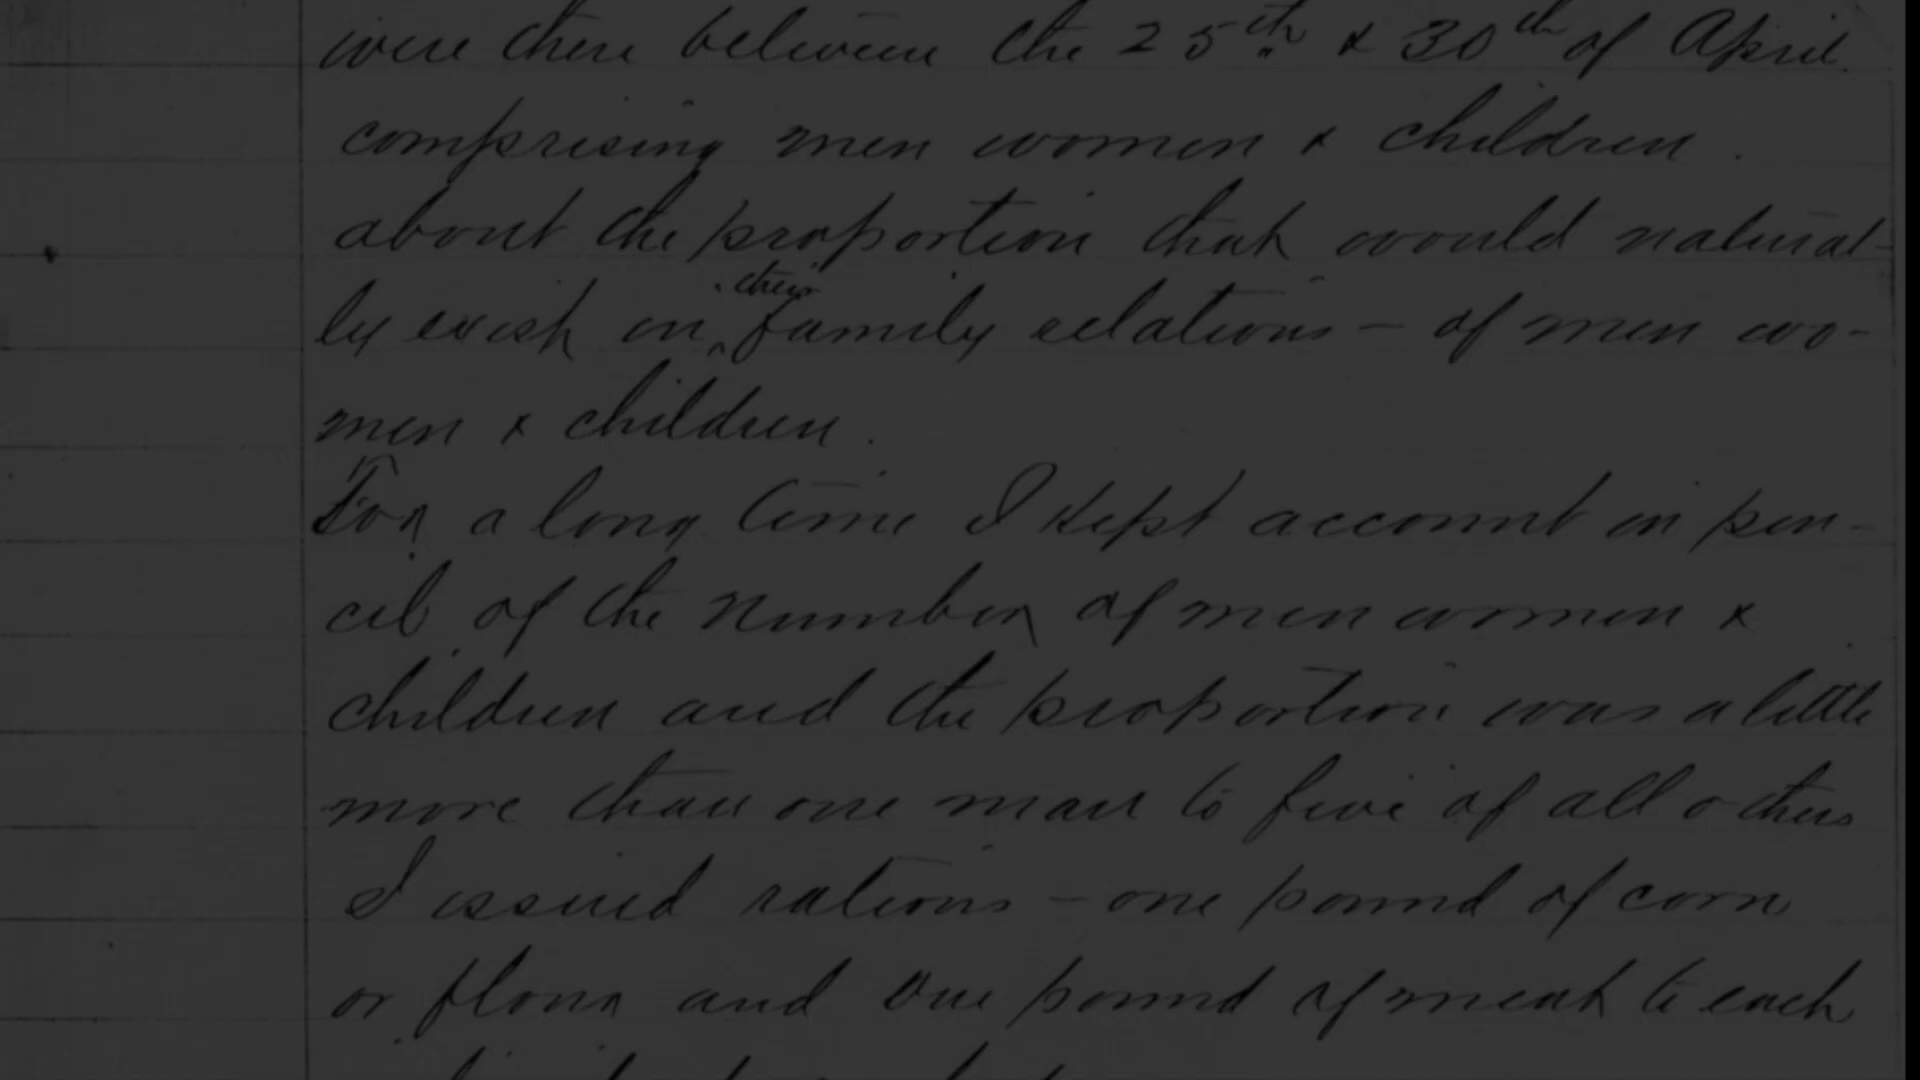 were there between the 25th & 30th of April
comprising men women & children.
about the proportion that would natural-
ly exist in their family relations – of men wo-
men & children.
For a long time I kept account in pen-
cil of the number of men women &
children and the proportion was a little
more than one man to five of all others
I issued rations – one pound of corn
or flour and one pound of meat to each